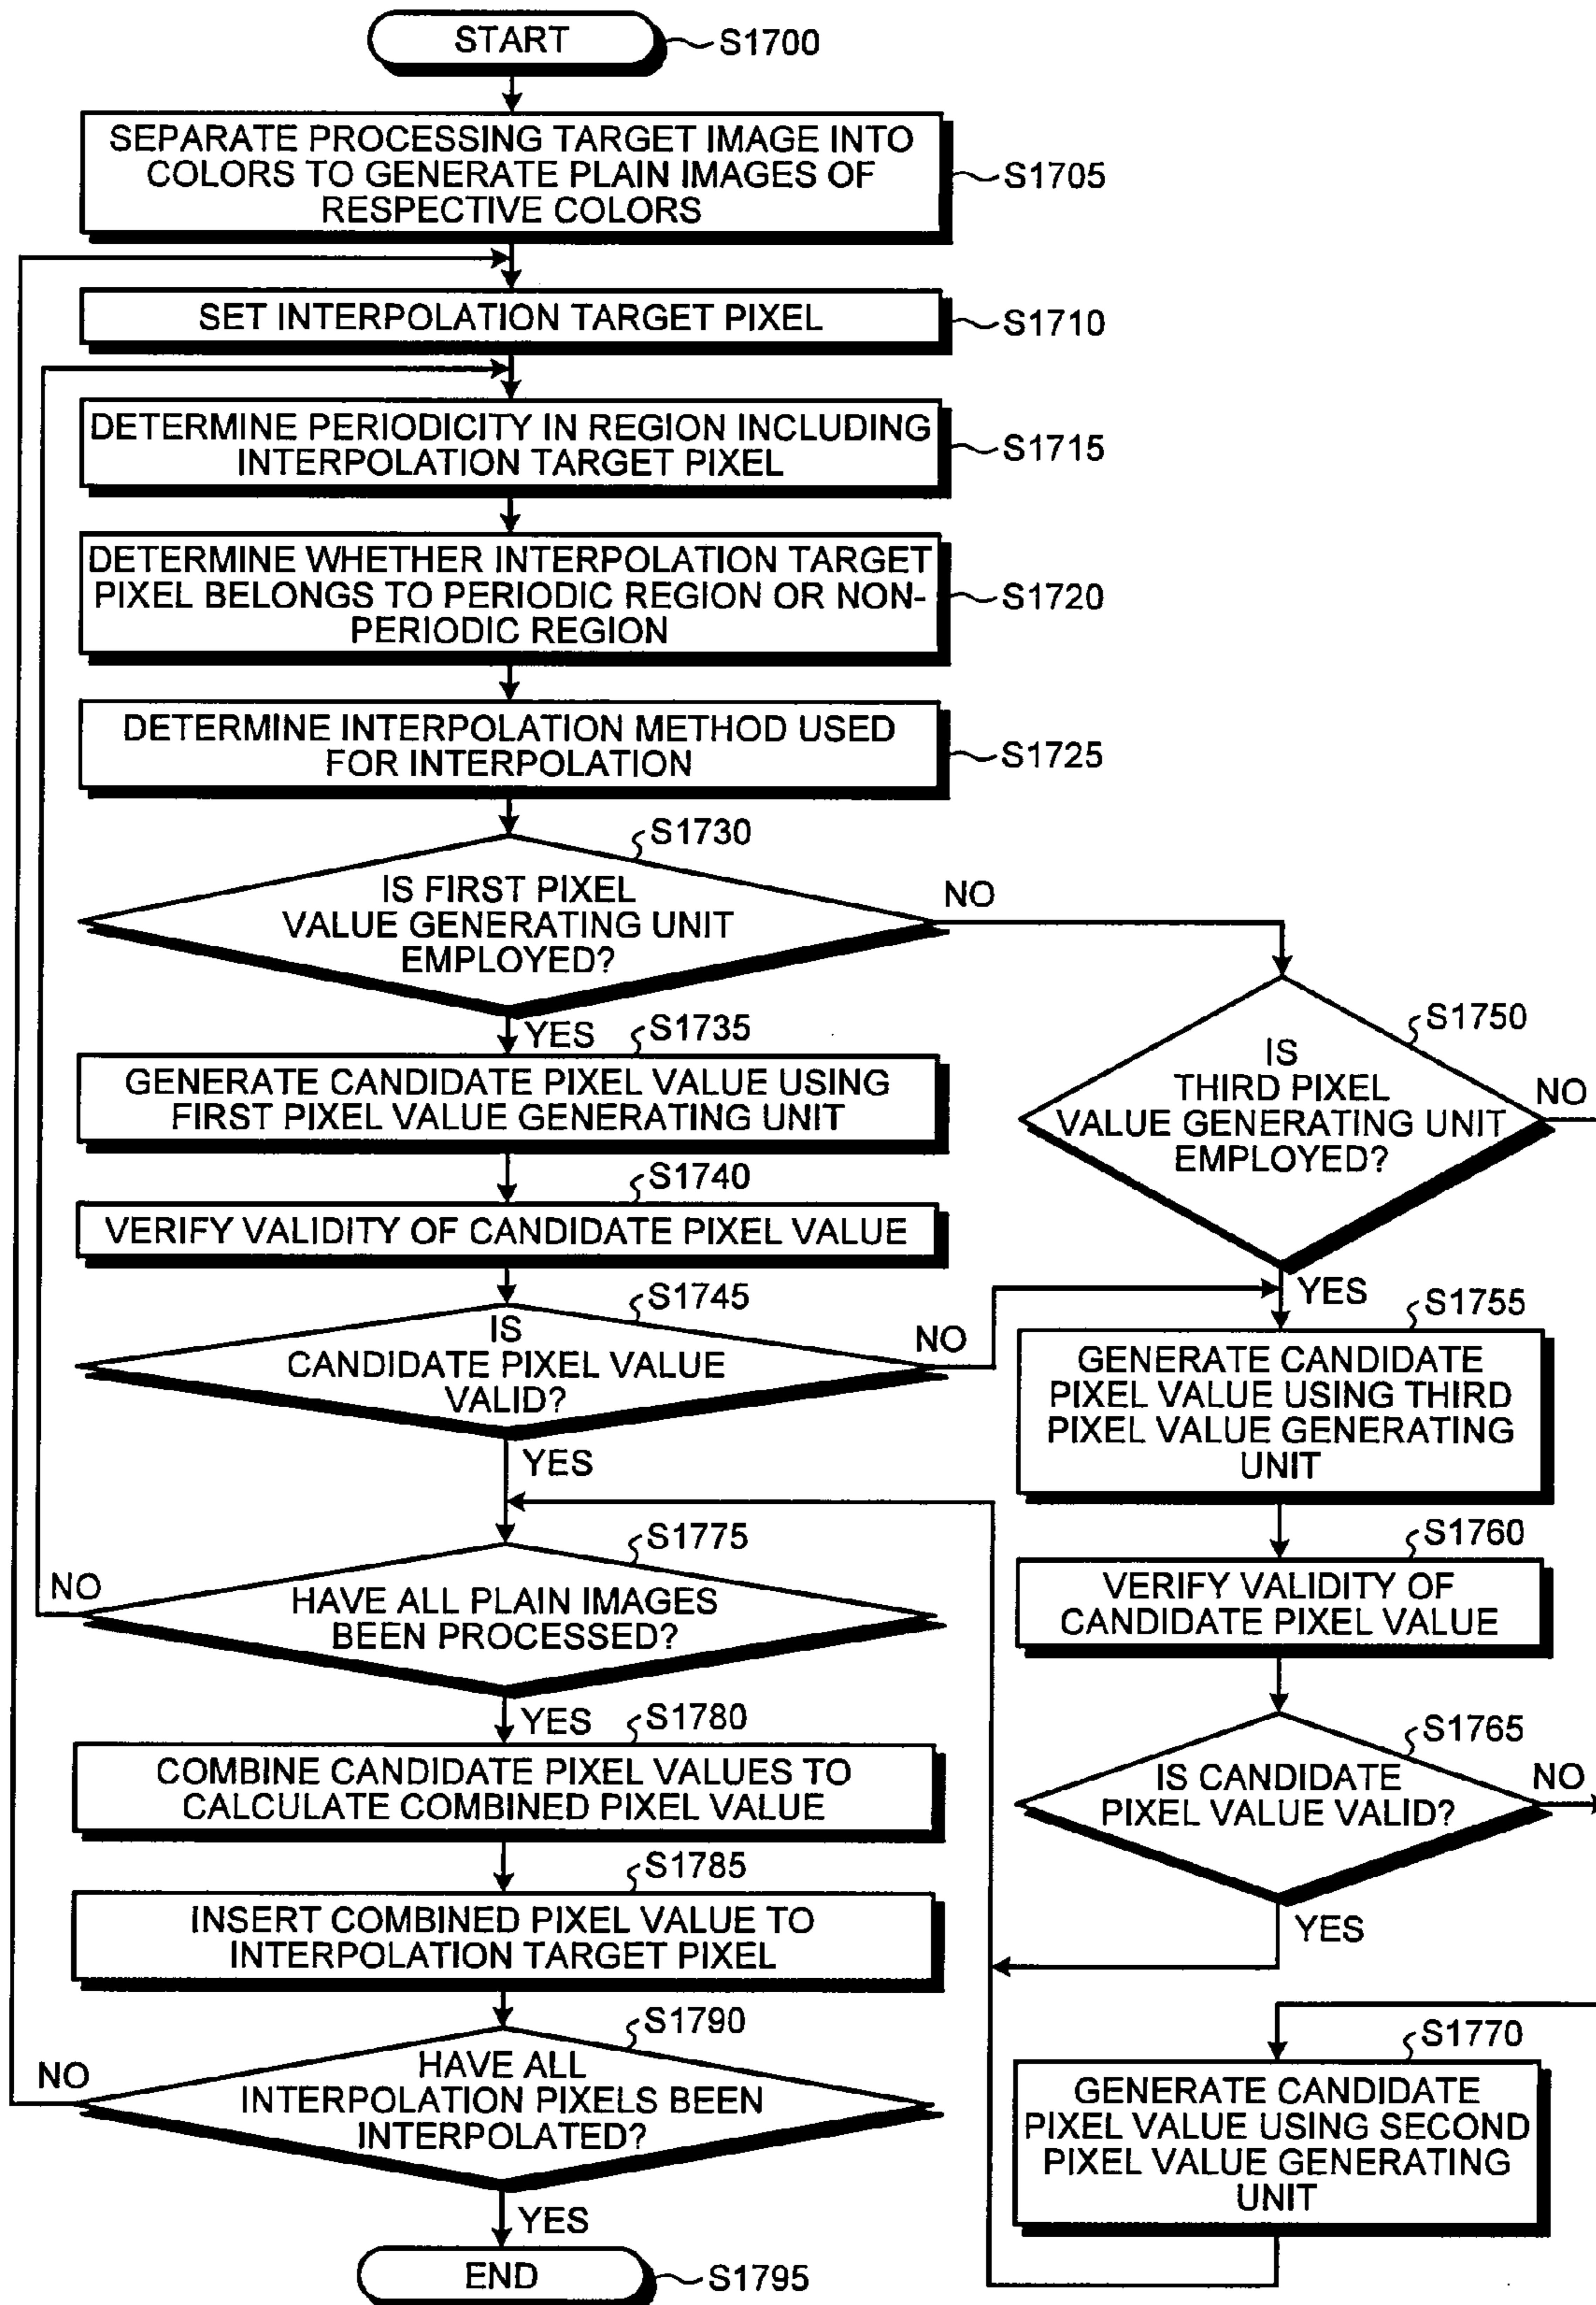 START
S1700
SEPARATE PROCESSING TARGET IMAGE INTO
COLORS TO GENERATE PLAIN IMAGES OF
RESPECTIVE COLORS
S1705
SET INTERPOLATION TARGET PIXEL
S1710
DETERMINE PERIODICITY IN REGION INCLUDING
INTERPOLATION TARGET PIXEL
S1715
DETERMINE WHETHER INTERPOLATION TARGET
PIXEL BELONGS TO PERIODIC REGION OR NON-
PERIODIC REGION
S1720
DETERMINE INTERPOLATION METHOD USED
FOR INTERPOLATION
S1725
S1730
IS FIRST PIXEL
VALUE GENERATING UNIT
EMPLOYED?
NO
YES
S1735
GENERATE CANDIDATE PIXEL VALUE USING
FIRST PIXEL VALUE GENERATING UNIT
S1740
VERIFY VALIDITY OF CANDIDATE PIXEL VALUE
S1745
IS
CANDIDATE PIXEL VALUE
VALID?
NO
YES
S1750
IS
THIRD PIXEL
VALUE GENERATING UNIT
EMPLOYED?
NO
YES
S1755
GENERATE CANDIDATE
PIXEL VALUE USING THIRD
PIXEL VALUE GENERATING
UNIT
S1760
VERIFY VALIDITY OF
CANDIDATE PIXEL VALUE
S1765
IS CANDIDATE
PIXEL VALUE VALID?
NO
YES
S1770
GENERATE CANDIDATE
PIXEL VALUE USING SECOND
PIXEL VALUE GENERATING
UNIT
S1775
HAVE ALL PLAIN IMAGES
BEEN PROCESSED?
NO
YES
S1780
COMBINE CANDIDATE PIXEL VALUES TO
CALCULATE COMBINED PIXEL VALUE
S1785
INSERT COMBINED PIXEL VALUE TO
INTERPOLATION TARGET PIXEL
S1790
HAVE ALL
INTERPOLATION PIXELS BEEN
INTERPOLATED?
NO
YES
END
S1795